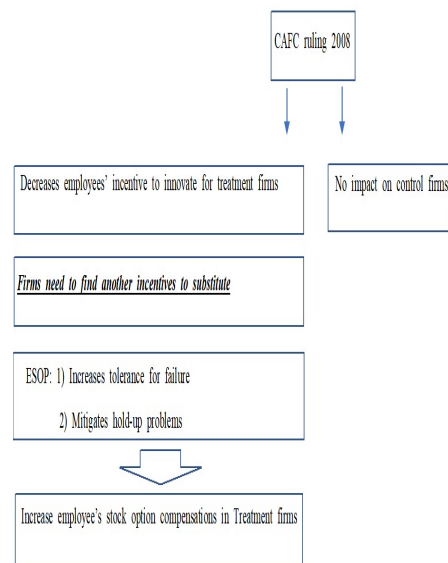 CAFC ruling 2008
Decreases employees' incentive to innovate for treatment firms
No impact on control firms
Firms need to find another incentives to substitute
ESOP: 1) Increases tolerance for failure
2) Mitigates hold-up problems
Increase employee's stock option compensations in Treatment firms